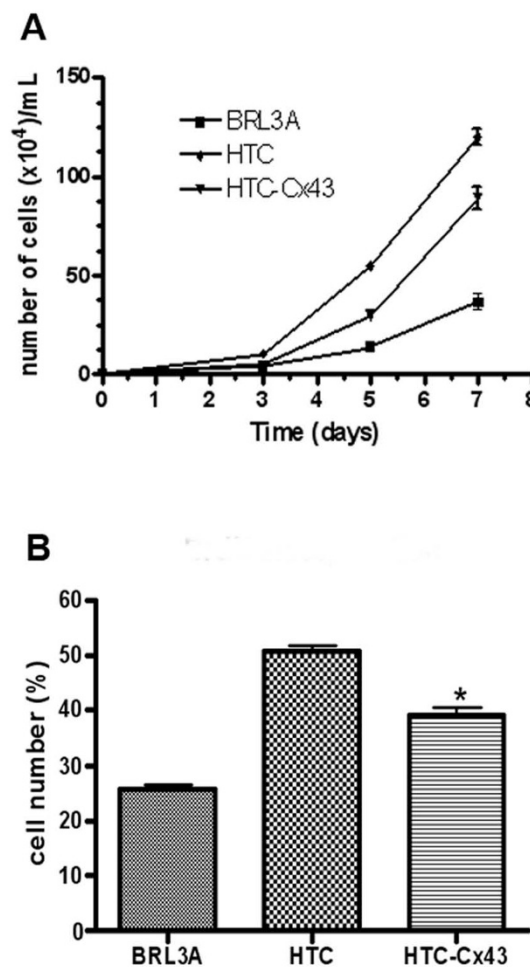 A
number of cells (x10⁴)/mL
150
100
50
0
BRL3A
HTC
HTC-Cx43
0 1 2 3 4 5 6 7 8
Time (days)
B
cell number (%)
60
50
40
30
20
10
0
*
BRL3A HTC HTC-Cx43